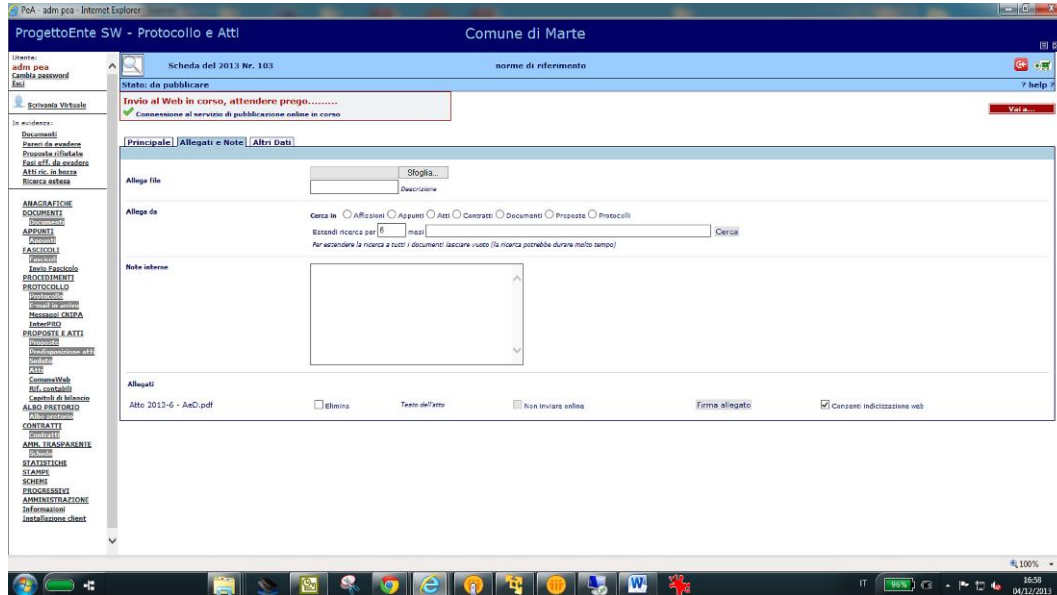 PeA - adm pea - Internet Explorer
ProgettoEnte SW - Protocollo e Atti
Comune di Marte
Utente:
adm pea
Cambia password
Esci
Scrivania Virtuale
In evidenza:
Documenti
Pareri da evadere
Proposte rifiutate
Fasi eff. da evadere
Atti ric. in bozza
Ricerca estesa
ANAGRAFICHE
DOCUMENTI
Documenti
APPUNTI
Appunti
FASCICOLI
Fascicoli
Invio Fascicolo
PROCEDIMENTI
PROTOCOLLO
Protocollo
E-mail in arrivo
Messaggi CNIPA
InterPRO
PROPOSTE E ATTI
Proposte
Predisposizione atti
Sedute
Atti
ComuneWeb
Rif. contabili
Capitoli di bilancio
ALBO PRETORIO
Albo pretorio
CONTRATTI
Contratti
AMM. TRASPARENTE
Schede
STATISTICHE
STAMPE
SCHEMI
PROGRESSIVI
AMMINISTRAZIONE
Informazioni
Installazione client
Scheda del 2013 Nr. 103
norme di riferimento
Stato: da pubblicare
? help ?
Invio al Web in corso, attendere prego.........
Connessione al servizio di pubblicazione online in corso
Vai a...
Principale Allegati e Note Altri Dati
Allega file
Sfoglia...
Descrizione
Allega da
Cerca in Affissioni Appunti Atti Contratti Documenti Proposte Protocolli
Estendi ricerca per 6 mesi Cerca
Per estendere la ricerca a tutti i documenti lasciare vuoto (la ricerca potrebbe durare molto tempo)
Note interne
Allegati
Atto 2013-6 - AeD.pdf Elimina Testo dell'atto Non inviare online Firma allegato Consenti indicizzazione web
100%
IT 96% 16:58
04/12/2013